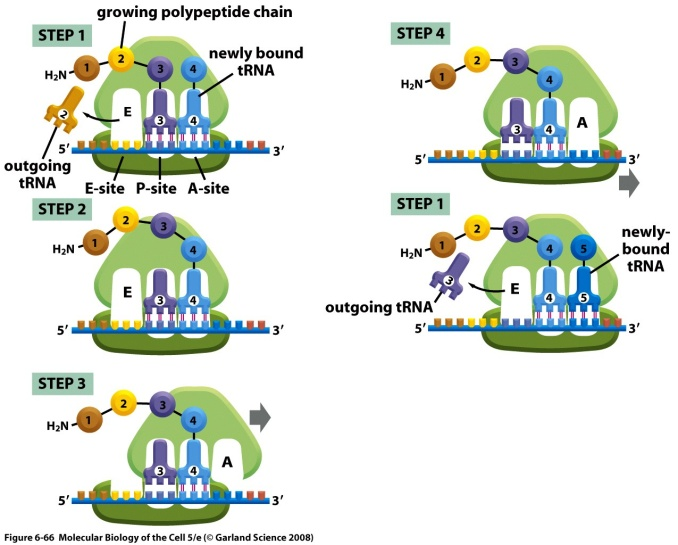 growing polypeptide chain
STEP 1
newly bound
tRNA
1
2
3
4
H₂N
2
E
3
4
5′
3′
outgoing
tRNA
E-site
P-site
A-site
STEP 2
1
2
3
4
H₂N
E
3
4
5′
3′
STEP 3
1
2
3
4
H₂N
A
3
4
5′
3′
STEP 4
1
2
3
4
H₂N
A
3
4
5′
3′
STEP 1
newly-
bound
tRNA
1
2
3
4
5
H₂N
3
E
4
5
outgoing tRNA
5′
3′
Figure 6-66 Molecular Biology of the Cell 5/e (© Garland Science 2008)